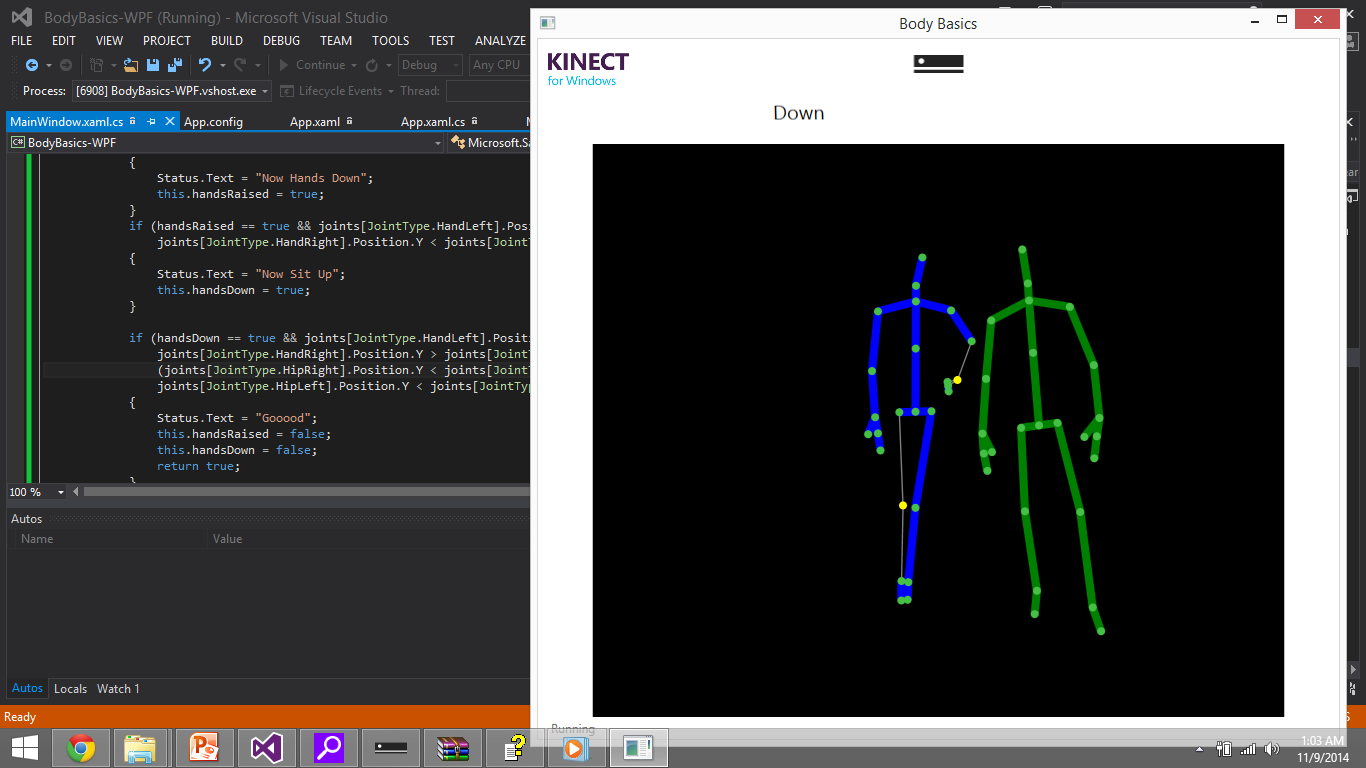 BodyBasics-WPF (Running) - Microsoft Visual Studio
FILE EDIT VIEW PROJECT BUILD DEBUG TEAM TOOLS TEST ANALYZE
Continue Debug Any CPU
Process: [6908] BodyBasics-WPF.vshost.exe Lifecycle Events Thread:
MainWindow.xaml.cs App.config App.xaml App.xaml.cs
BodyBasics-WPF Microsoft.Sa
{
Status.Text = "Now Hands Down";
this.handsRaised = true;
}
if (handsRaised == true && joints[JointType.HandLeft].Posi
joints[JointType.HandRight].Position.Y < joints[JointT
{
Status.Text = "Now Sit Up";
this.handsDown = true;
}
if (handsDown == true && joints[JointType.HandLeft].Positi
joints[JointType.HandRight].Position.Y > joints[JointT
(joints[JointType.HipRight].Position.Y < joints[JointT
joints[JointType.HipLeft].Position.Y < joints[JointTyp
{
Status.Text = "Gooood";
this.handsRaised = false;
this.handsDown = false;
return true;
}
100 %
Autos
Name Value
Autos Locals Watch 1
Ready
Body Basics
KINECT
for Windows
Down
Running
1:03 AM
11/9/2014